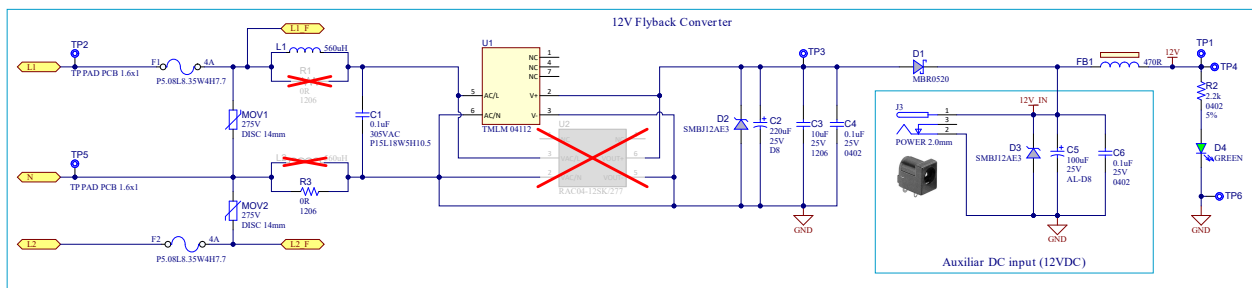 12V Flyback Converter
L1_F
TP2
L1
TP PAD PCB 1.6x1
F1
4A
P5.08L8.35W4H7.7
L1
560uH
R1
0R
1206
MOV1
275V
DISC 14mm
C1
0.1uF
305VAC
P15L18W5H10.5
U1
NC
1
NC
4
NC
7
5
AC/L
V+
2
6
AC/N
V-
3
TMLM 04112
U2
3
VAC/L
VOUT+
6
2
VAC/N
VOUT-
5
RAC04-12SK/277
TP5
N
TP PAD PCB 1.6x1
560uH
R3
0R
1206
MOV2
275V
DISC 14mm
L2
F2
4A
P5.08L8.35W4H7.7
L2_F
D2
SMBJ12AE3
C2
220uF
25V
D8
TP3
C3
10uF
25V
1206
C4
0.1uF
25V
0402
GND
D1
MBR0520
FB1
470R
12V
TP1
TP4
R2
2.2k
0402
5%
D4
GREEN
TP6
GND
12V_IN
J3
1
3
2
POWER 2.0mm
D3
SMBJ12AE3
C5
100uF
25V
AL-D8
C6
0.1uF
25V
0402
GND
Auxiliar DC input (12VDC)